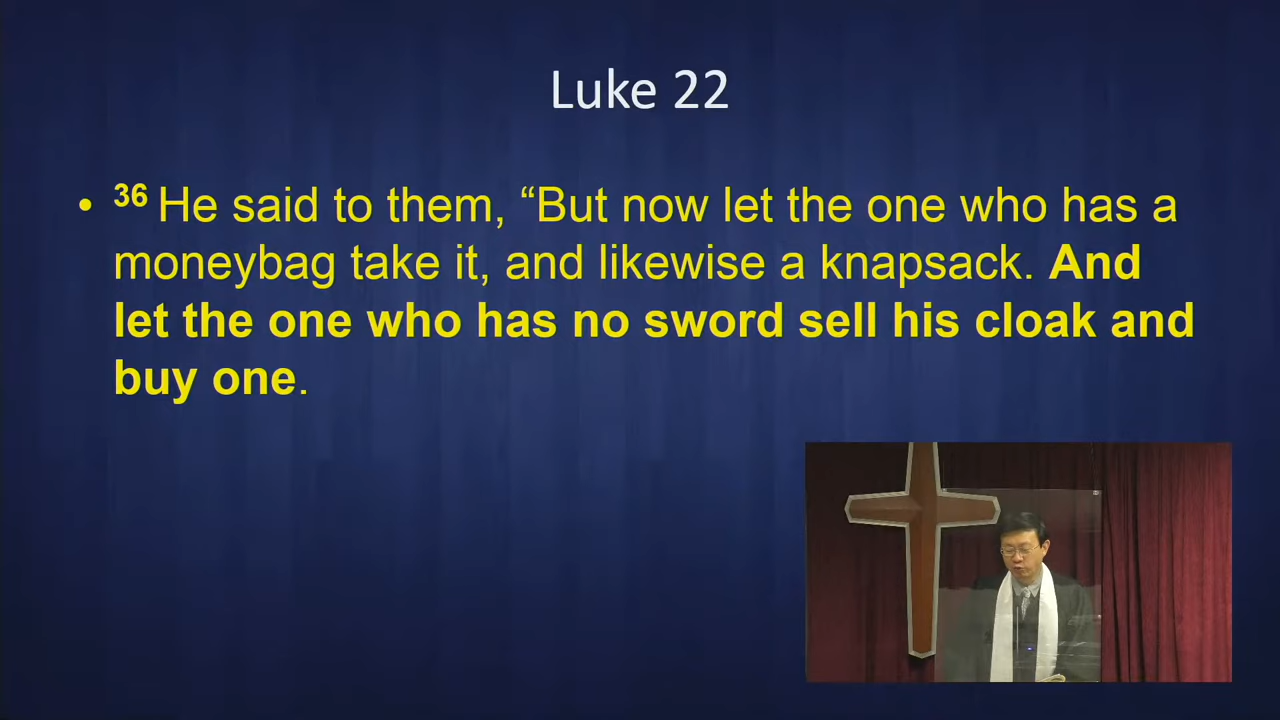 Luke 22
• 36 He said to them, “But now let the one who has a
moneybag take it, and likewise a knapsack. And
let the one who has no sword sell his cloak and
buy one.